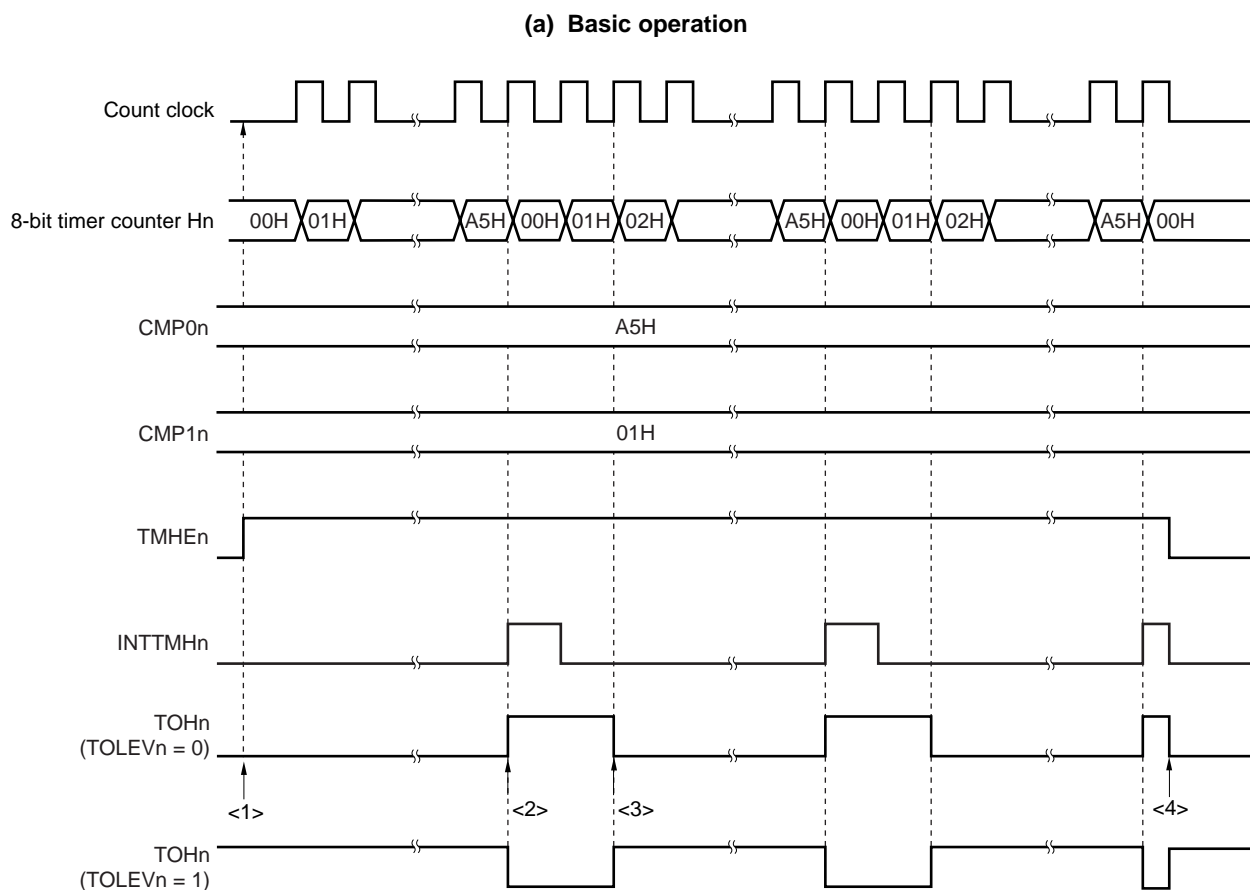 (a) Basic operation
Count clock
8-bit timer counter Hn
00H 01H A5H 00H 01H 02H A5H 00H 01H 02H A5H 00H
CMP0n
A5H
CMP1n
01H
TMHEn
INTTMHn
TOHn
(TOLEVn = 0)
<1> <2> <3> <4>
TOHn
(TOLEVn = 1)